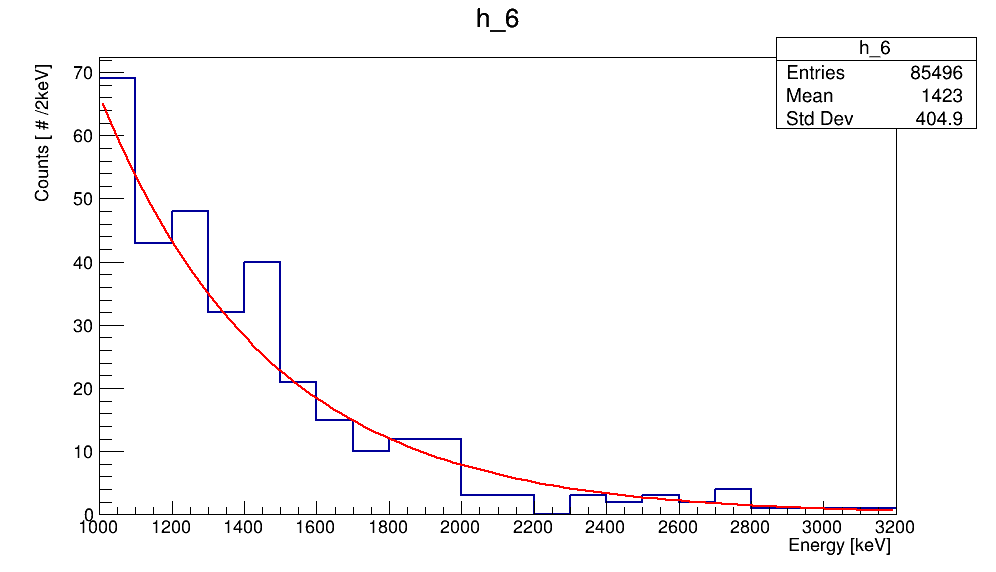 h_6
h_6
Entries 85496
Mean 1423
Std Dev 404.9
Counts [ # /2keV]
70
60
50
40
30
20
10
0
1000 1200 1400 1600 1800 2000 2200 2400 2600 2800 3000 3200
Energy [keV]